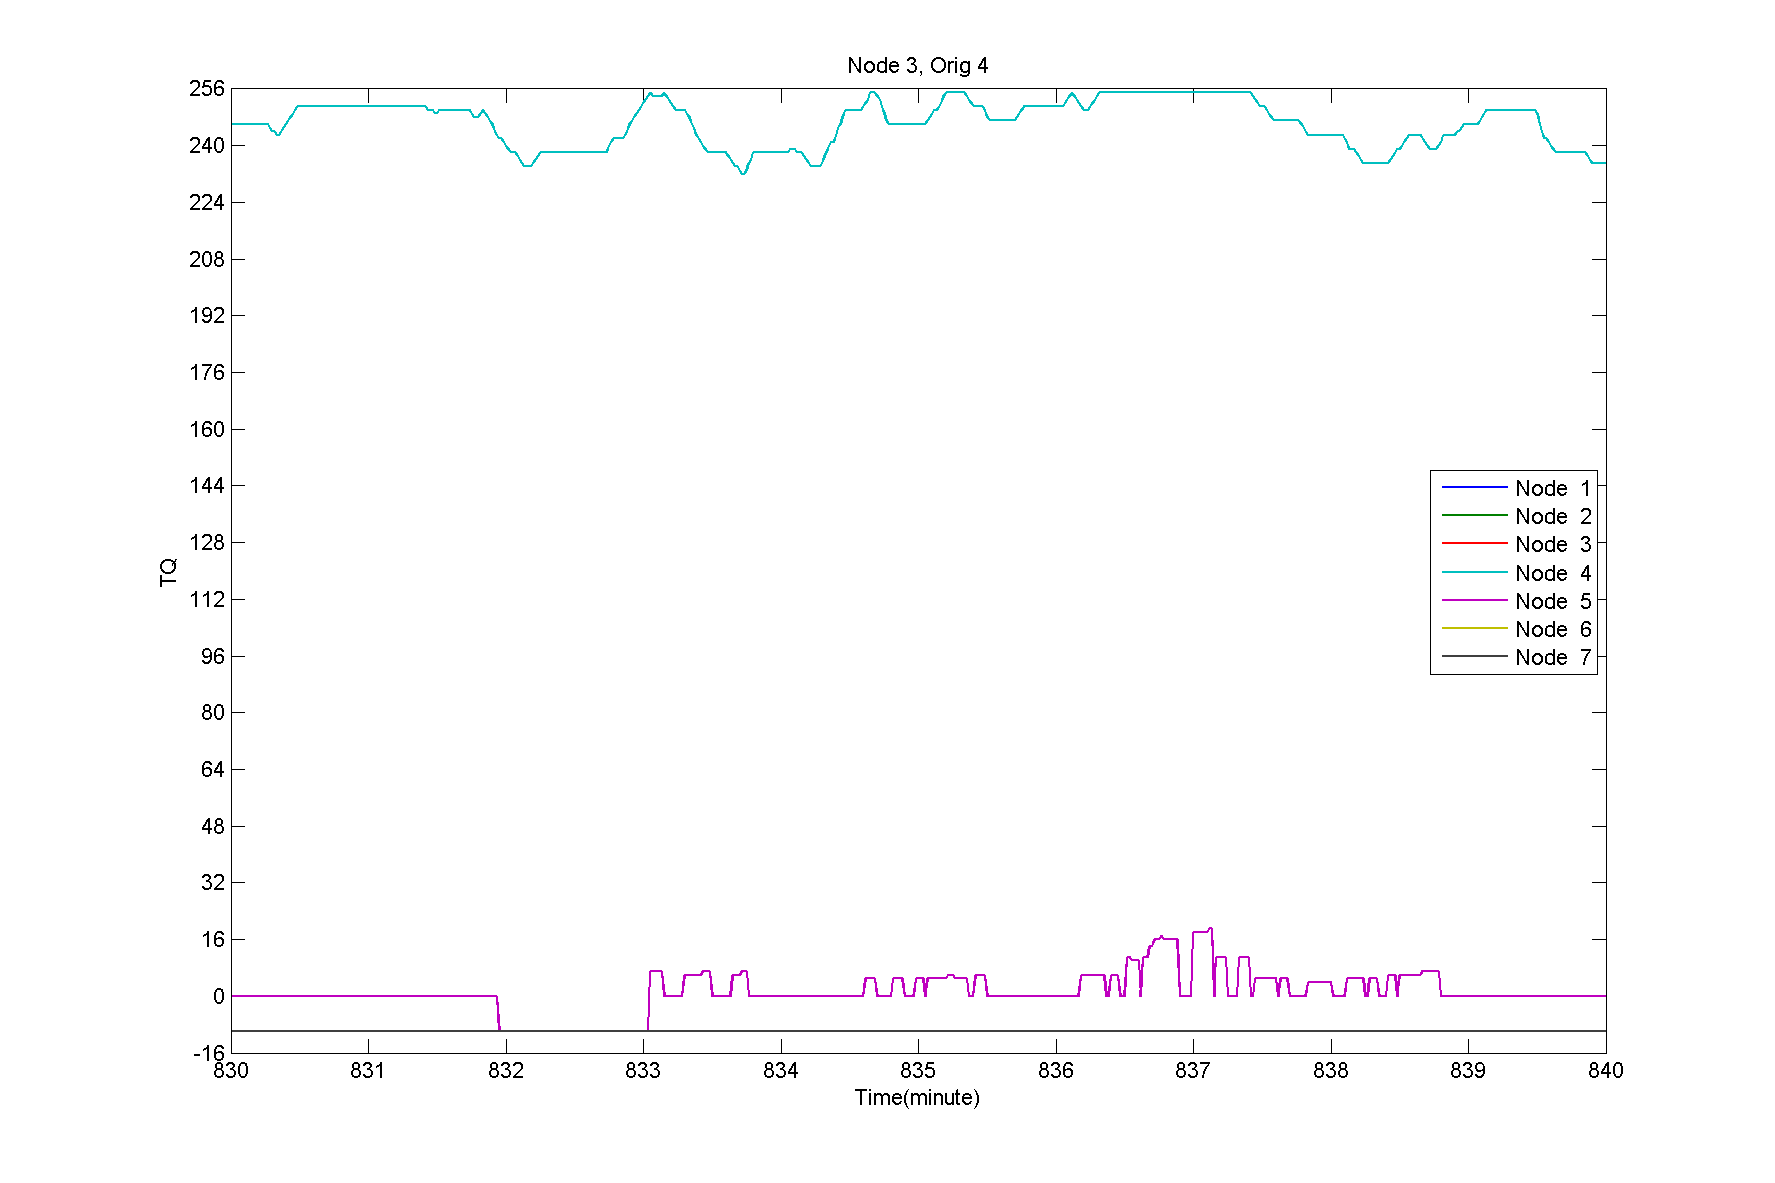 Node 3, Orig 4
256
240
224
208
192
176
160
144
128
112
96
80
64
48
32
16
0
-16
TQ
Node 1
Node 2
Node 3
Node 4
Node 5
Node 6
Node 7
830 831 832 833 834 835 836 837 838 839 840
Time(minute)